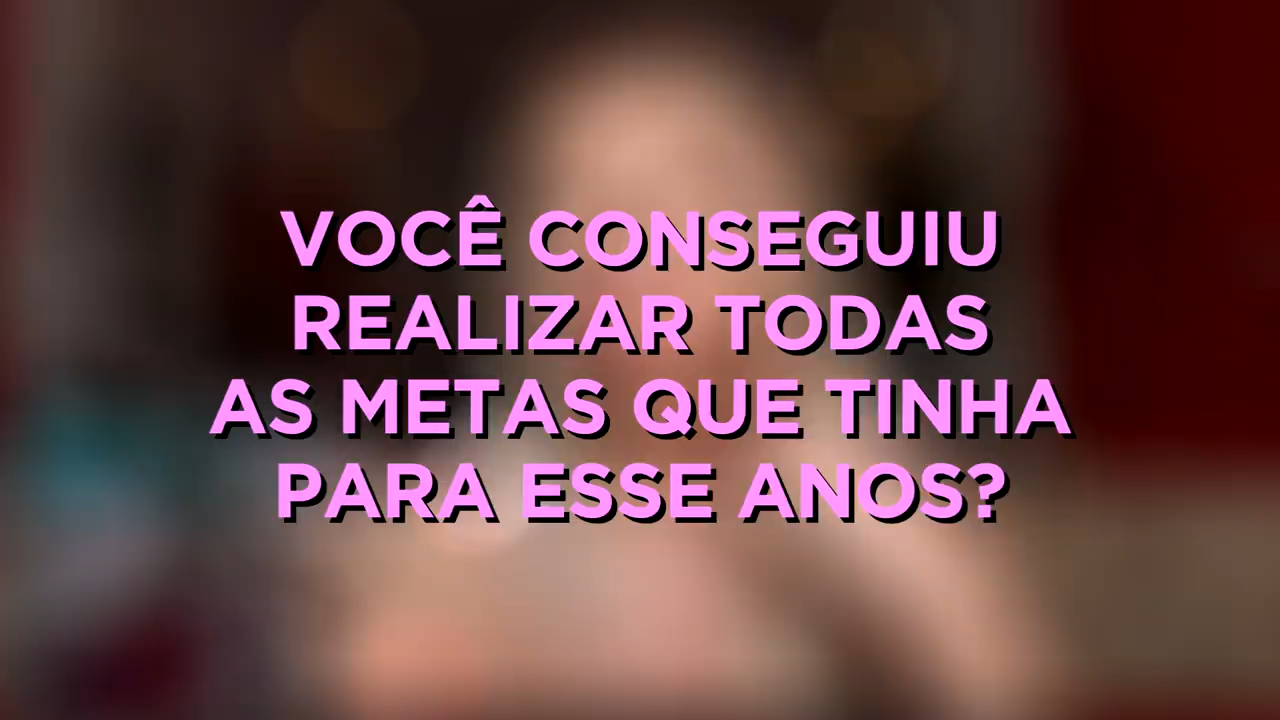 VOCÊ CONSEGUIU
REALIZAR TODAS
AS METAS QUE TINHA
PARA ESSE ANOS?